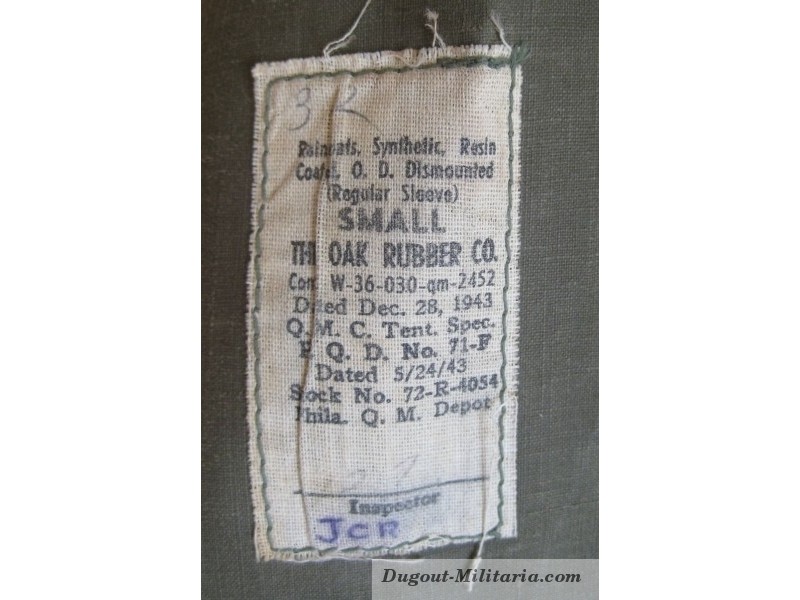 3 R
Raincoats, Synthetic, Resin
Coated, O. D. Dismounted
(Regular Sleeve)
SMALL
THE OAK RUBBER CO.
Con. W-36-030-qm-2452
Dated Dec. 28, 1943
Q. M. C. Tent. Spec.
P. Q. D. No. 71-F
Dated 5/24/43
Stock No. 72-R-4054
Phila. Q. M. Depot
Inspector
JCR
Dugout-Militaria.com